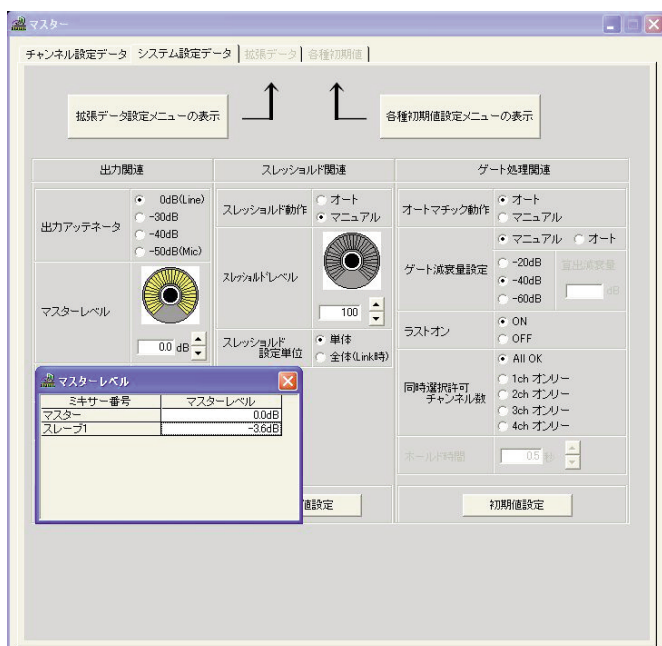 マスター
チャンネル設定データ システム設定データ 拡張データ 各種初期値
拡張データ設定メニューの表示
各種初期値設定メニューの表示
出力関連
スレッショルド関連
ゲート処理関連
出力アッテネータ
0dB(Line)
-30dB
-40dB
-50dB(Mic)
マスターレベル
0.0 dB
スレッショルド動作
オート
マニュアル
スレッショルドレベル
100
スレッショルド
設定単位
単体
全体(Link時)
オートマチック動作
オート
マニュアル
ゲート減衰量設定
マニュアル オート
-20dB
-40dB
-60dB
算出減衰量
dB
ラストオン
ON
OFF
同時選択許可
チャンネル数
All OK
1ch オンリー
2ch オンリー
3ch オンリー
4ch オンリー
ホールド時間
0.5 秒
マスターレベル
ミキサー番号 マスターレベル
マスター 0.0dB
スレーブ1 -3.6dB
値設定
初期値設定